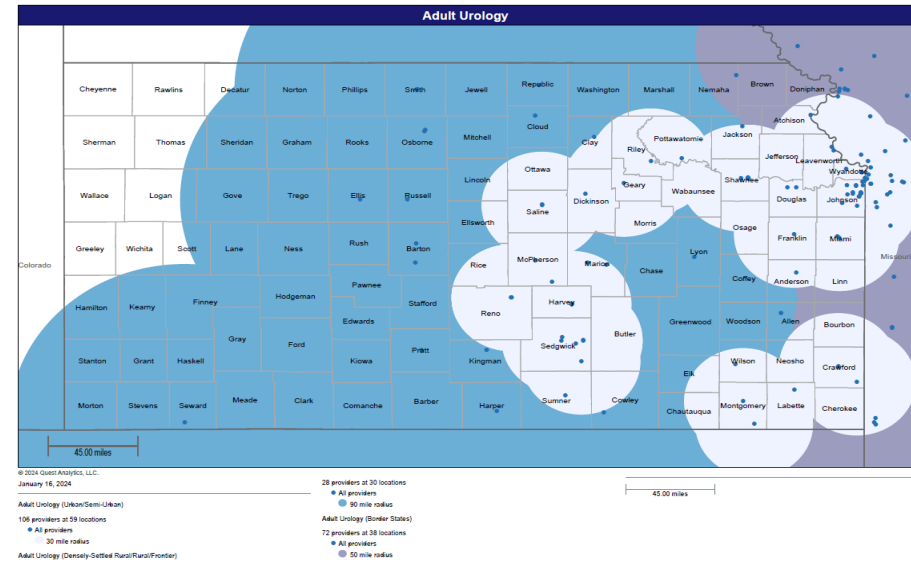 Adult Urology
Cheyenne Rawlins Decatur Norton Phillips Smith Jewell Republic Washington Marshall Nemaha Brown Doniphan
Sherman Thomas Sheridan Graham Rooks Osborne Mitchell Cloud Clay Riley Pottawatomie Jackson Atchison
Jefferson Leavenworth
Wyandotte
Wallace Logan Gove Trego Ellis Russell Lincoln Ottawa Dickinson Geary Wabaunsee Shawnee Douglas Johnson
Saline Morris Osage
Ellsworth
Greeley Wichita Scott Lane Ness Rush Barton Rice McPherson Marion Chase Lyon Franklin Miami
Colorado Missouri
Hamilton Kearny Finney Hodgeman Pawnee Stafford Reno Harvey Coffey Anderson Linn
Gray Ford Edwards Sedgwick Butler Greenwood Woodson Allen Bourbon
Stanton Grant Haskell Kiowa Pratt Kingman Elk Wilson Neosho Crawford
Morton Stevens Seward Meade Clark Comanche Barber Harper Sumner Cowley Chautauqua Montgomery Labette Cherokee
45.00 miles
© 2024 Quest Analytics, LLC.
January 16, 2024
Adult Urology (Urban/Semi-Urban)
106 providers at 59 locations
All providers
30 mile radius
Adult Urology (Densely-Settled Rural/Rural/Frontier)
28 providers at 30 locations
All providers
90 mile radius
Adult Urology (Border States)
72 providers at 38 locations
All providers
50 mile radius
45.00 miles